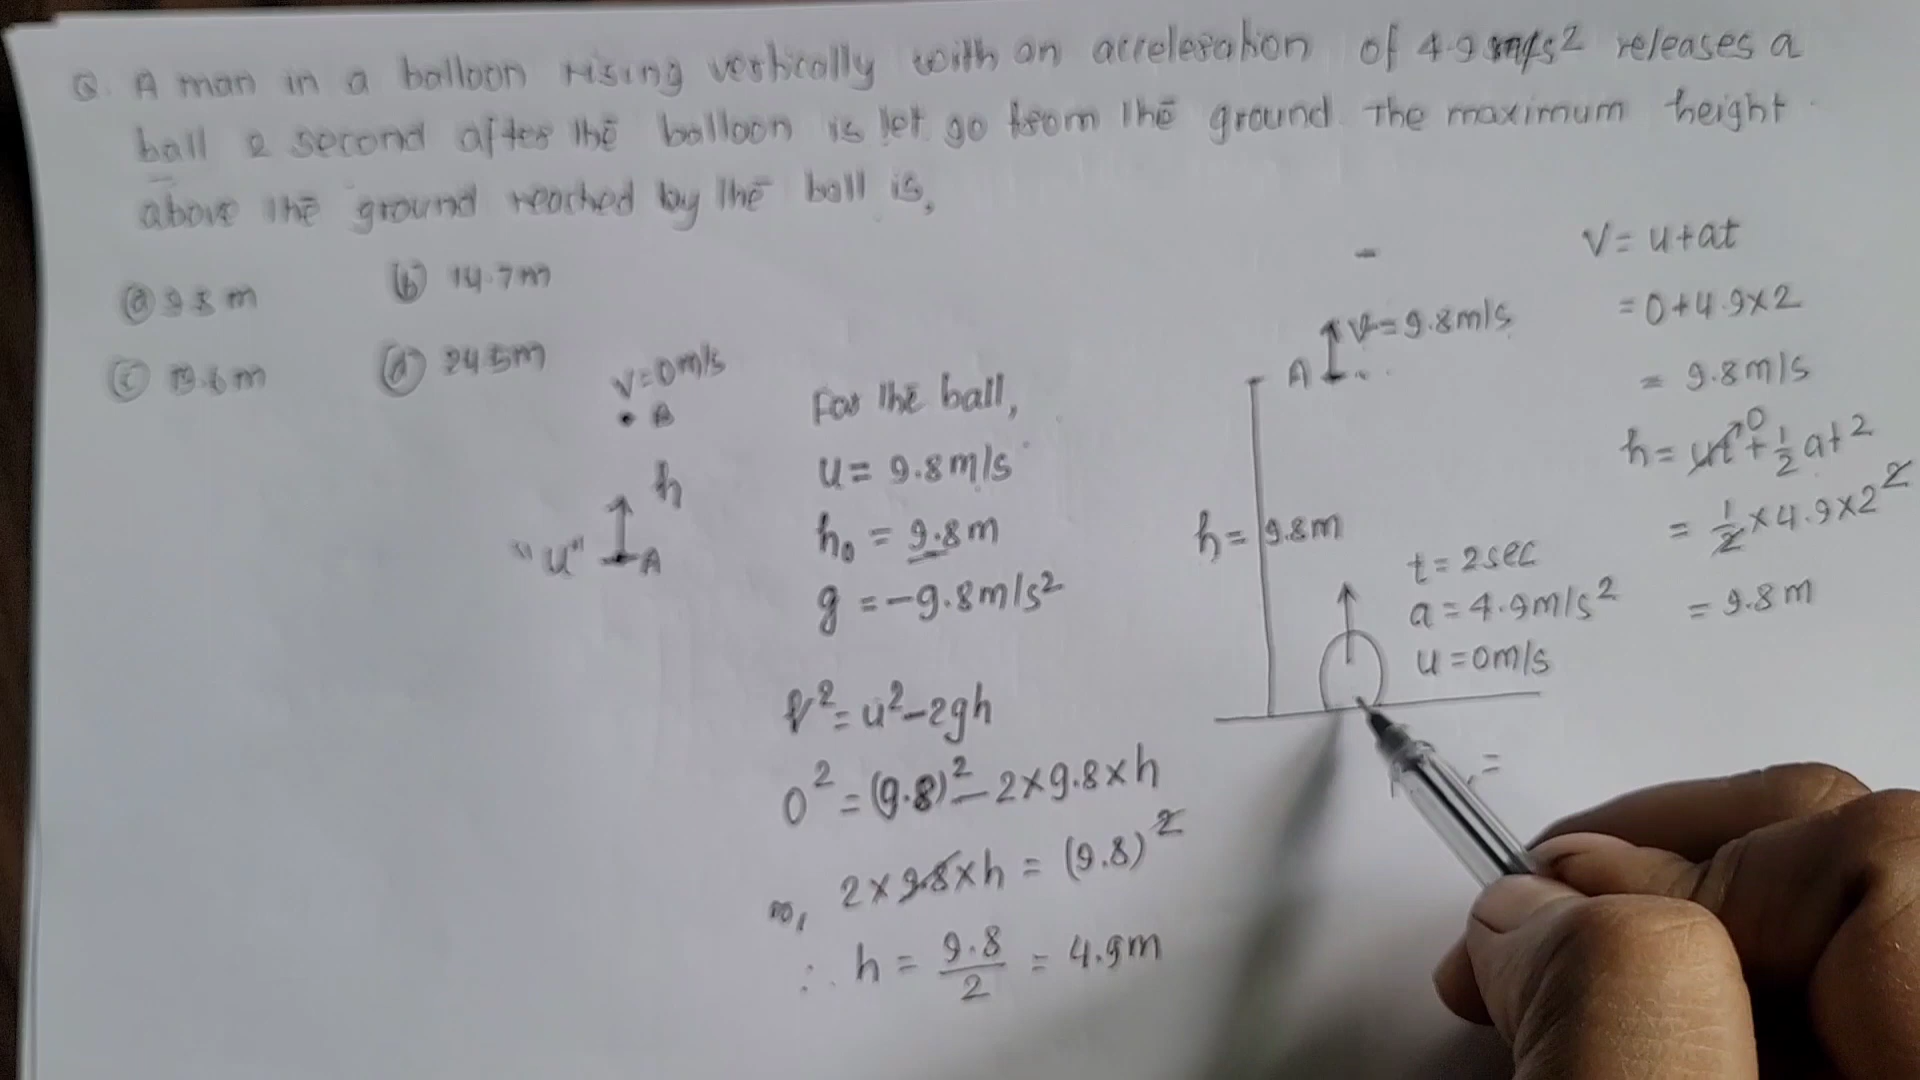 Q. A man in a balloon rising vertically with an acceleration of 4.9 m/s2 releases a
ball 2 second after the balloon is let go from the ground. The maximum height
above the ground reached by the ball is,
(a) 9.8 m (b) 14.7m
(c) 19.6m (d) 24.5m
v=0m/s
B
h
"u" A
For the ball,
u= 9.8m/s
h₀ = 9.8m
g = -9.8m/s²
v²= u²-2gh
0² = (9.8)²- 2×9.8×h
2×9.8×h = (9.8)²
∴ h = 9.8/2 = 4.9m
A v=9.8m/s
h= 9.8m
t= 2sec
a = 4.9m/s²
u =0m/s
=
V= u+at
=0+4.9×2
= 9.8m/s
h= ut⁰+½at²
= ½×4.9×2²
= 9.8m